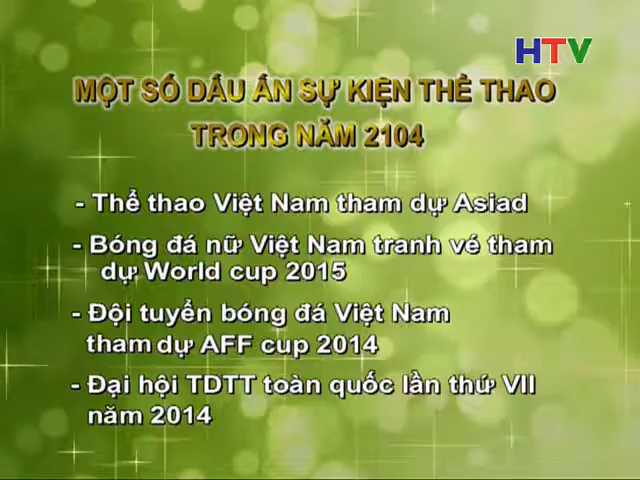 HTV
MỘT SỐ DẤU ẤN SỰ KIỆN THỂ THAO
TRONG NĂM 2104
- Thể thao Việt Nam tham dự Asiad
- Bóng đá nữ Việt Nam tranh vé tham
dự World cup 2015
- Đội tuyển bóng đá Việt Nam
tham dự AFF cup 2014
- Đại hội TDTT toàn quốc lần thứ VII
năm 2014